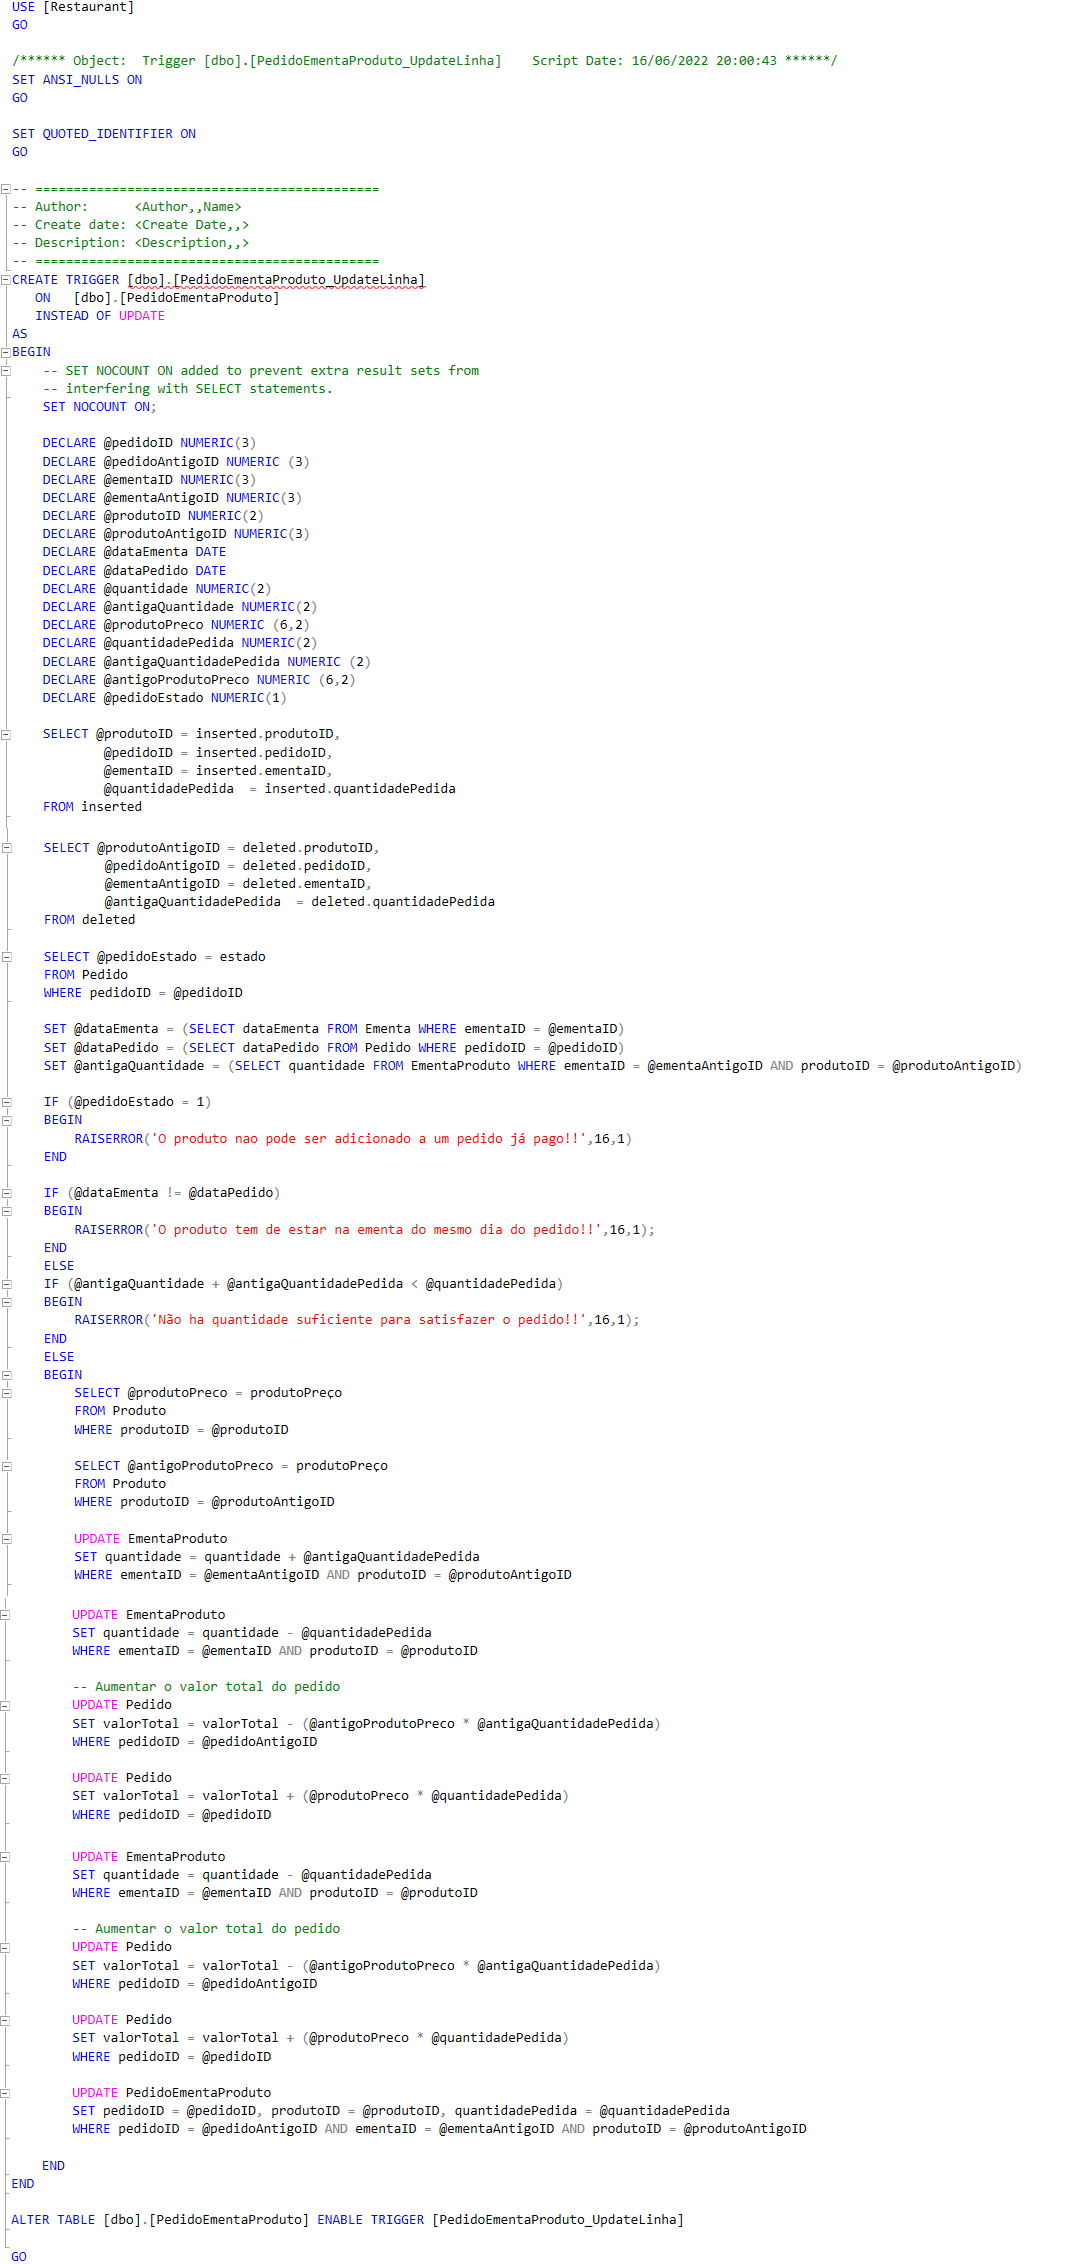 USE [Restaurant]
GO
/****** Object:  Trigger [dbo].[PedidoEmentaProduto_UpdateLinha]    Script Date: 16/06/2022 20:00:43 ******/
SET ANSI_NULLS ON
GO
SET QUOTED_IDENTIFIER ON
GO
-- =============================================
-- Author:      <Author,,Name>
-- Create date: <Create Date,,>
-- Description: <Description,,>
-- =============================================
CREATE TRIGGER [dbo].[PedidoEmentaProduto_UpdateLinha]
ON   [dbo].[PedidoEmentaProduto]
INSTEAD OF UPDATE
AS
BEGIN
-- SET NOCOUNT ON added to prevent extra result sets from
-- interfering with SELECT statements.
SET NOCOUNT ON;
DECLARE @pedidoID NUMERIC(3)
DECLARE @pedidoAntigoID NUMERIC (3)
DECLARE @ementaID NUMERIC(3)
DECLARE @ementaAntigoID NUMERIC(3)
DECLARE @produtoID NUMERIC(2)
DECLARE @produtoAntigoID NUMERIC(3)
DECLARE @dataEmenta DATE
DECLARE @dataPedido DATE
DECLARE @quantidade NUMERIC(2)
DECLARE @antigaQuantidade NUMERIC(2)
DECLARE @produtoPreco NUMERIC (6,2)
DECLARE @quantidadePedida NUMERIC(2)
DECLARE @antigaQuantidadePedida NUMERIC (2)
DECLARE @antigoProdutoPreco NUMERIC (6,2)
DECLARE @pedidoEstado NUMERIC(1)
SELECT @produtoID = inserted.produtoID,
@pedidoID = inserted.pedidoID,
@ementaID = inserted.ementaID,
@quantidadePedida  = inserted.quantidadePedida
FROM inserted
SELECT @produtoAntigoID = deleted.produtoID,
@pedidoAntigoID = deleted.pedidoID,
@ementaAntigoID = deleted.ementaID,
@antigaQuantidadePedida  = deleted.quantidadePedida
FROM deleted
SELECT @pedidoEstado = estado
FROM Pedido
WHERE pedidoID = @pedidoID
SET @dataEmenta = (SELECT dataEmenta FROM Ementa WHERE ementaID = @ementaID)
SET @dataPedido = (SELECT dataPedido FROM Pedido WHERE pedidoID = @pedidoID)
SET @antigaQuantidade = (SELECT quantidade FROM EmentaProduto WHERE ementaID = @ementaAntigoID AND produtoID = @produtoAntigoID)
IF (@pedidoEstado = 1)
BEGIN
RAISERROR('O produto nao pode ser adicionado a um pedido já pago!!',16,1)
END
IF (@dataEmenta != @dataPedido)
BEGIN
RAISERROR('O produto tem de estar na ementa do mesmo dia do pedido!!',16,1);
END
ELSE
IF (@antigaQuantidade + @antigaQuantidadePedida < @quantidadePedida)
BEGIN
RAISERROR('Não ha quantidade suficiente para satisfazer o pedido!!',16,1);
END
ELSE
BEGIN
SELECT @produtoPreco = produtoPreço
FROM Produto
WHERE produtoID = @produtoID
SELECT @antigoProdutoPreco = produtoPreço
FROM Produto
WHERE produtoID = @produtoAntigoID
UPDATE EmentaProduto
SET quantidade = quantidade + @antigaQuantidadePedida
WHERE ementaID = @ementaAntigoID AND produtoID = @produtoAntigoID
UPDATE EmentaProduto
SET quantidade = quantidade - @quantidadePedida
WHERE ementaID = @ementaID AND produtoID = @produtoID
-- Aumentar o valor total do pedido
UPDATE Pedido
SET valorTotal = valorTotal - (@antigoProdutoPreco * @antigaQuantidadePedida)
WHERE pedidoID = @pedidoAntigoID
UPDATE Pedido
SET valorTotal = valorTotal + (@produtoPreco * @quantidadePedida)
WHERE pedidoID = @pedidoID
UPDATE EmentaProduto
SET quantidade = quantidade - @quantidadePedida
WHERE ementaID = @ementaID AND produtoID = @produtoID
-- Aumentar o valor total do pedido
UPDATE Pedido
SET valorTotal = valorTotal - (@antigoProdutoPreco * @antigaQuantidadePedida)
WHERE pedidoID = @pedidoAntigoID
UPDATE Pedido
SET valorTotal = valorTotal + (@produtoPreco * @quantidadePedida)
WHERE pedidoID = @pedidoID
UPDATE PedidoEmentaProduto
SET pedidoID = @pedidoID, produtoID = @produtoID, quantidadePedida = @quantidadePedida
WHERE pedidoID = @pedidoAntigoID AND ementaID = @ementaAntigoID AND produtoID = @produtoAntigoID
END
END
ALTER TABLE [dbo].[PedidoEmentaProduto] ENABLE TRIGGER [PedidoEmentaProduto_UpdateLinha]
GO